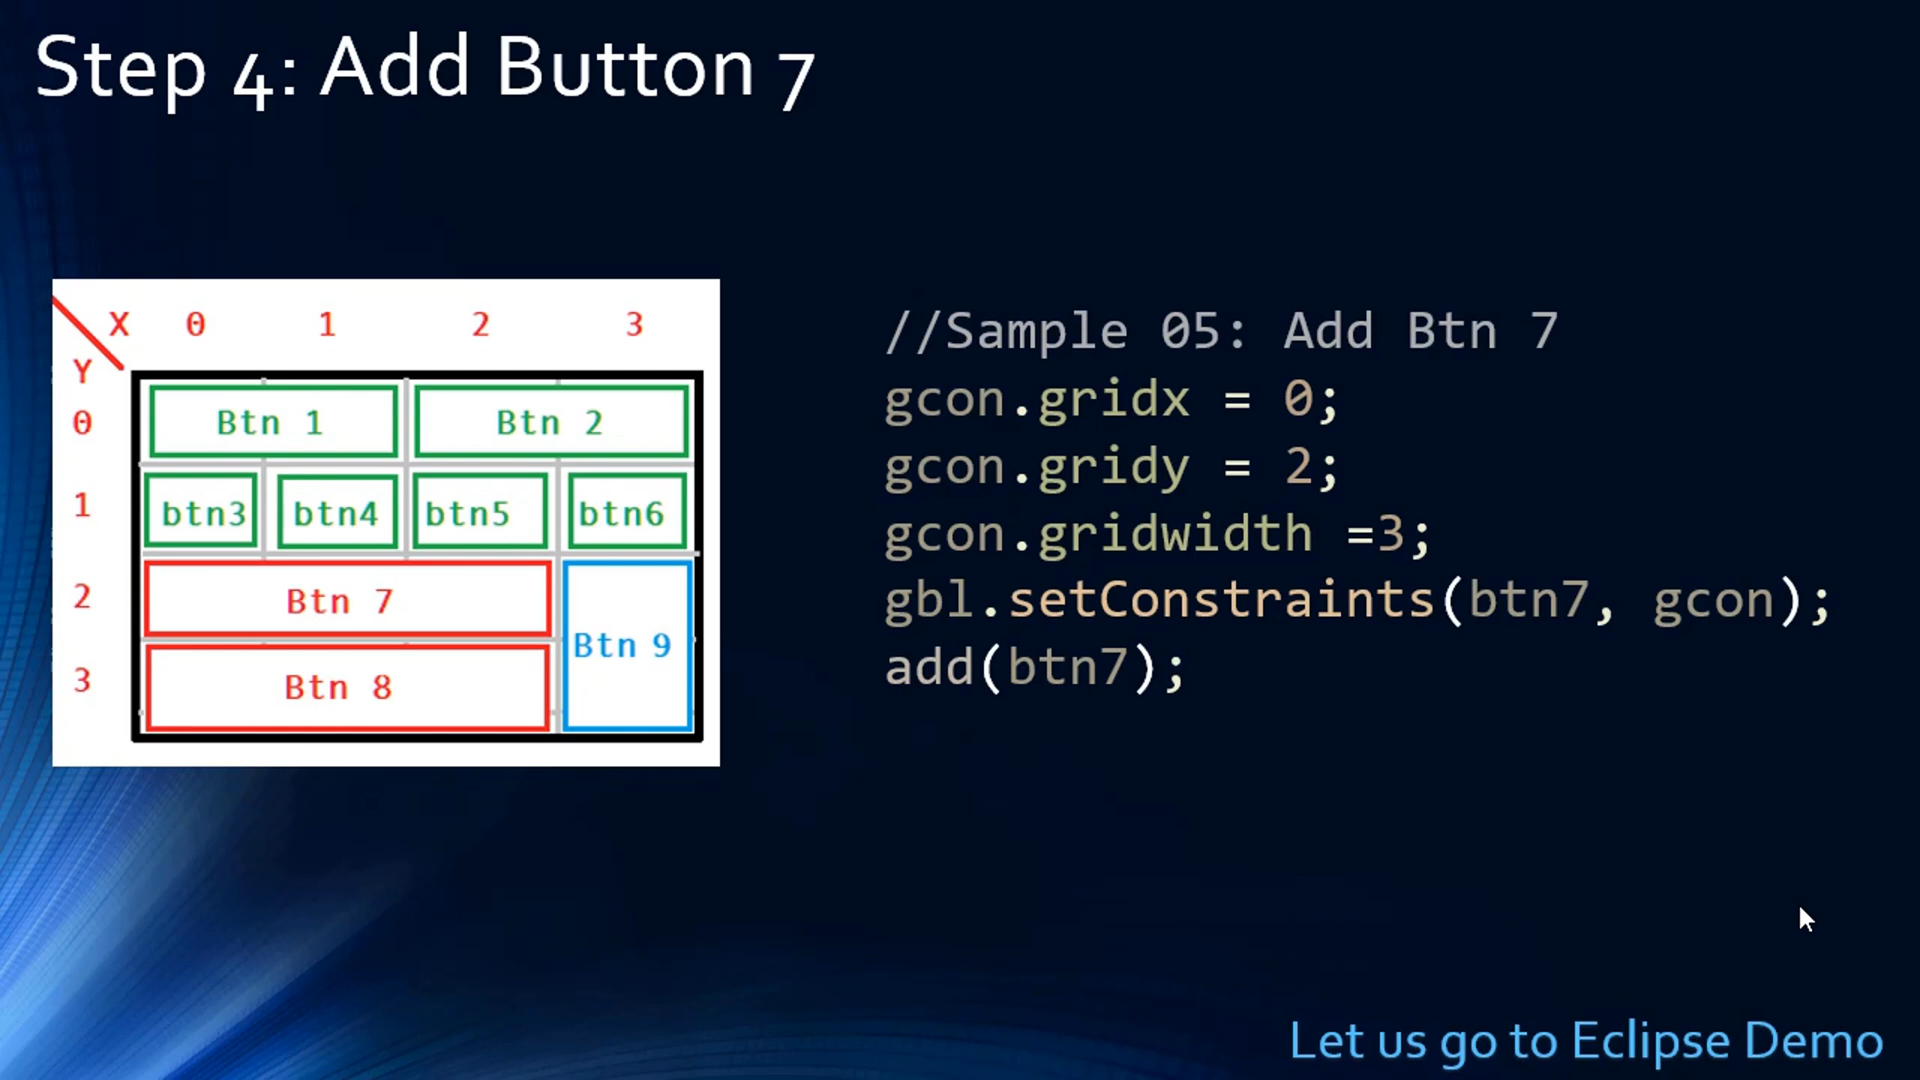 Step 4: Add Button 7
X 0 1 2 3
Y
0 Btn 1 Btn 2
1 btn3 btn4 btn5 btn6
2 Btn 7
Btn 9
3 Btn 8
//Sample 05: Add Btn 7
gcon.gridx = 0;
gcon.gridy = 2;
gcon.gridwidth =3;
gbl.setConstraints(btn7, gcon);
add(btn7);
Let us go to Eclipse Demo